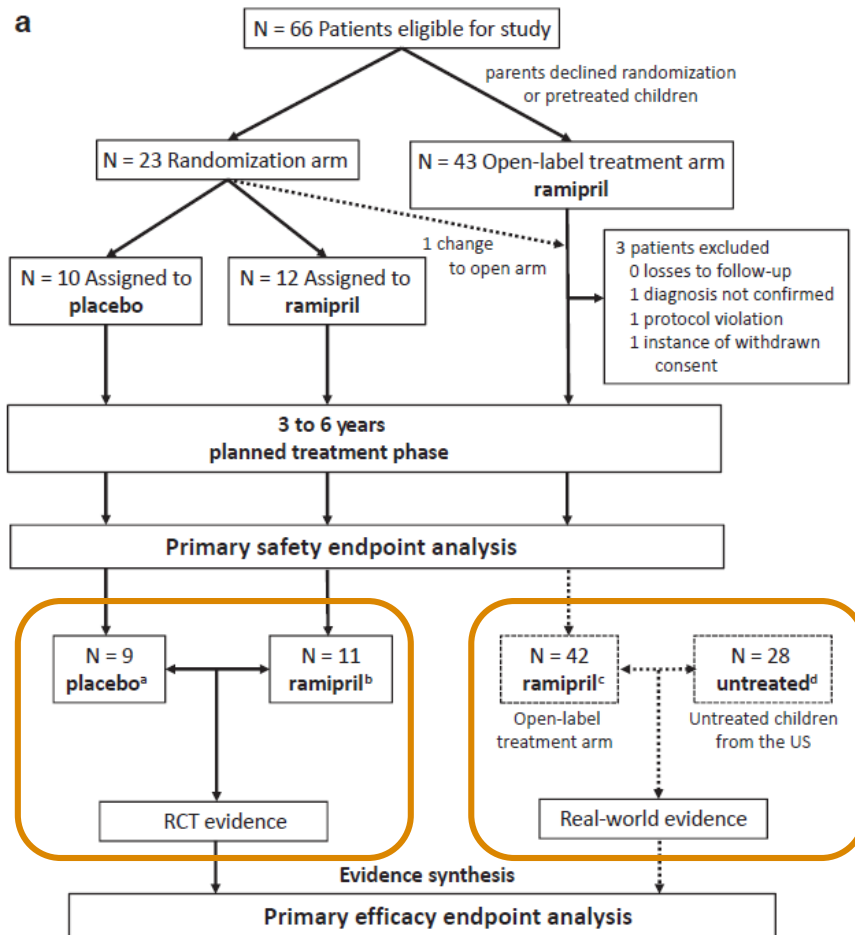 a
N = 66 Patients eligible for study
parents declined randomization
or pretreated children
N = 23 Randomization arm
N = 43 Open-label treatment arm
ramipril
1 change
to open arm
3 patients excluded
0 losses to follow-up
1 diagnosis not confirmed
1 protocol violation
1 instance of withdrawn
consent
N = 10 Assigned to
placebo
N = 12 Assigned to
ramipril
3 to 6 years
planned treatment phase
Primary safety endpoint analysis
N = 9
placeboᵃ
N = 11
ramiprilᵇ
N = 42
ramiprilᶜ
N = 28
untreatedᵈ
Open-label
treatment arm
Untreated children
from the US
RCT evidence
Real-world evidence
Evidence synthesis
Primary efficacy endpoint analysis